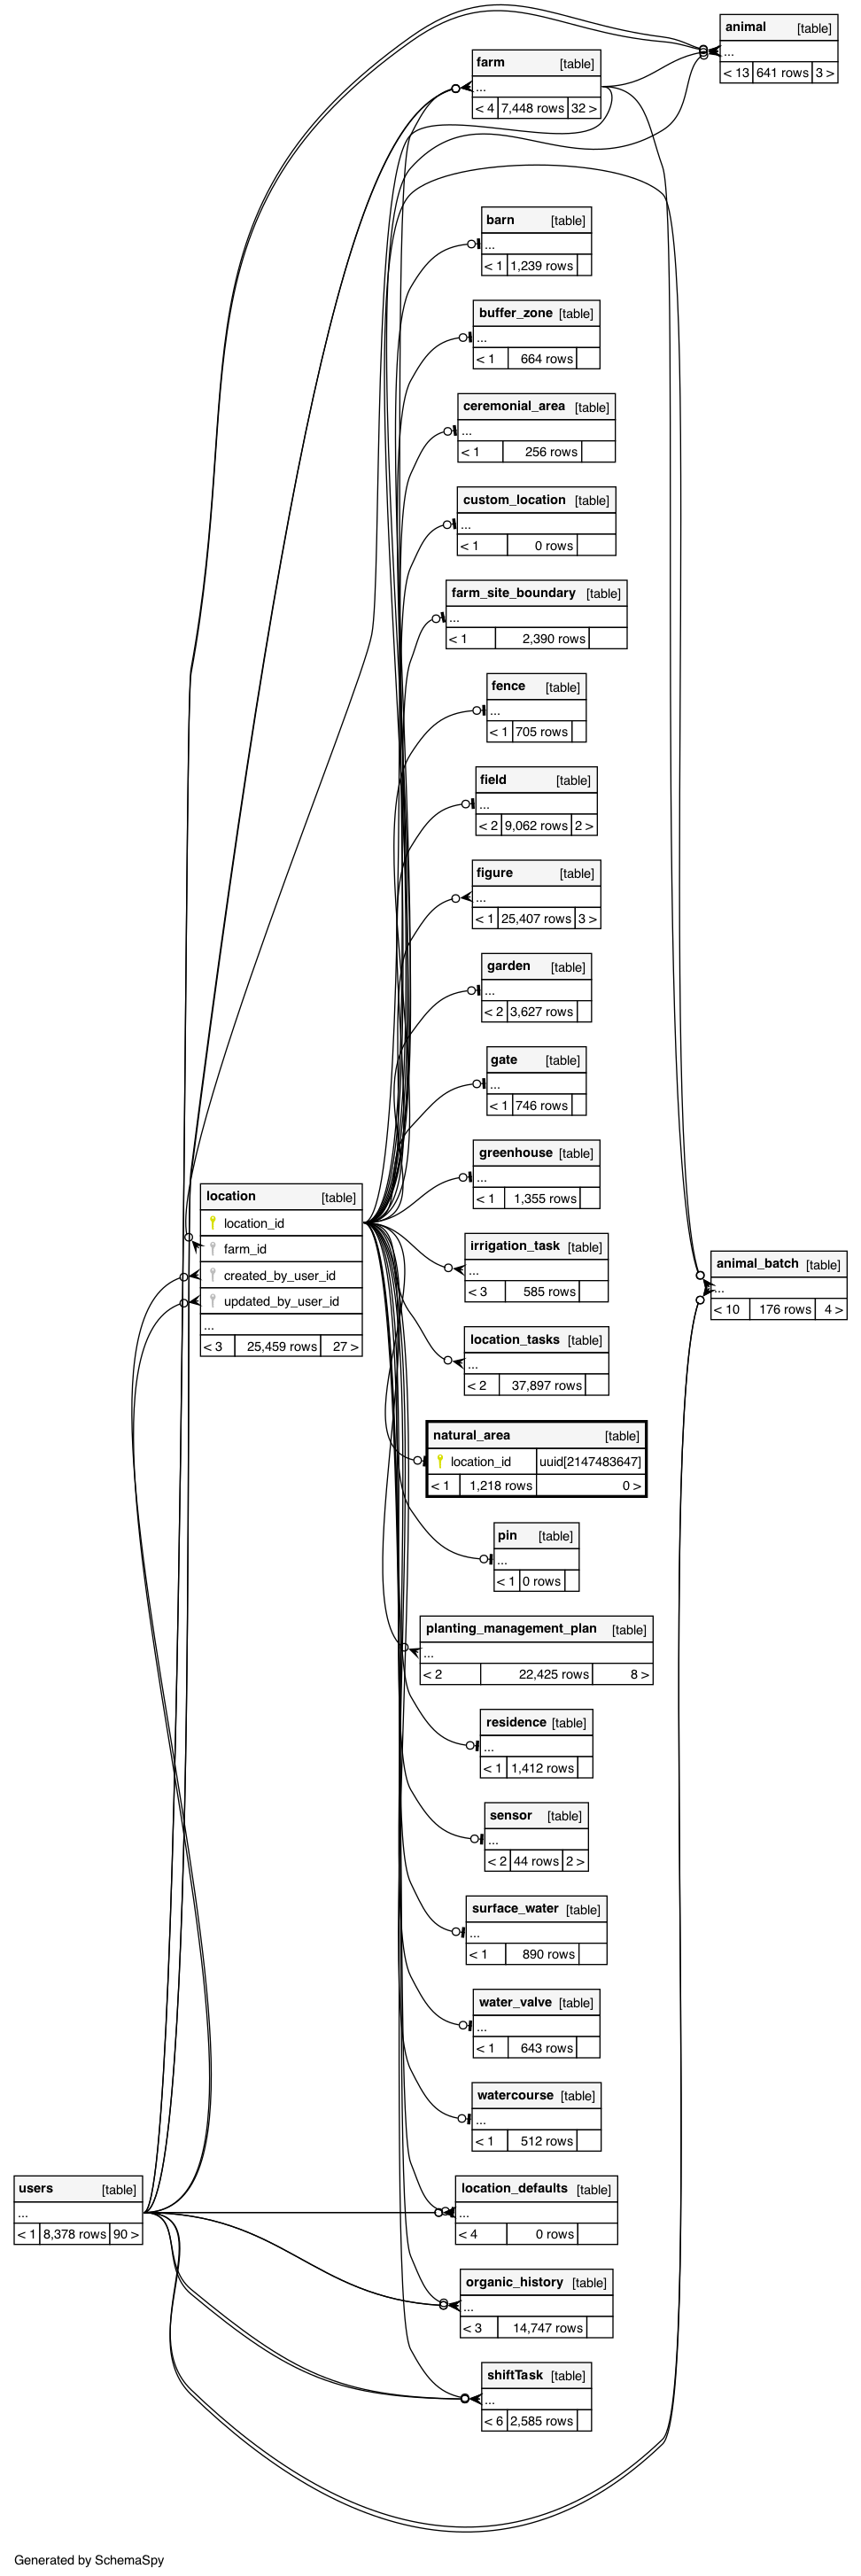 animal [table]
...
< 13 641 rows 3 >
farm [table]
...
< 4 7,448 rows 32 >
barn [table]
...
< 1 1,239 rows
buffer_zone [table]
...
< 1 664 rows
ceremonial_area [table]
...
< 1 256 rows
custom_location [table]
...
< 1 0 rows
farm_site_boundary [table]
...
< 1 2,390 rows
fence [table]
...
< 1 705 rows
field [table]
...
< 2 9,062 rows 2 >
figure [table]
...
< 1 25,407 rows 3 >
garden [table]
...
< 2 3,627 rows
gate [table]
...
< 1 746 rows
greenhouse [table]
...
< 1 1,355 rows
location [table]
location_id
farm_id
created_by_user_id
updated_by_user_id
...
< 3 25,459 rows 27 >
irrigation_task [table]
...
< 3 585 rows
animal_batch [table]
...
< 10 176 rows 4 >
location_tasks [table]
...
< 2 37,897 rows
natural_area [table]
location_id uuid[2147483647]
< 1 1,218 rows 0 >
pin [table]
...
< 1 0 rows
planting_management_plan [table]
...
< 2 22,425 rows 8 >
residence [table]
...
< 1 1,412 rows
sensor [table]
...
< 2 44 rows 2 >
surface_water [table]
...
< 1 890 rows
water_valve [table]
...
< 1 643 rows
watercourse [table]
...
< 1 512 rows
users [table]
...
< 1 8,378 rows 90 >
location_defaults [table]
...
< 4 0 rows
organic_history [table]
...
< 3 14,747 rows
shiftTask [table]
...
< 6 2,585 rows
Generated by SchemaSpy